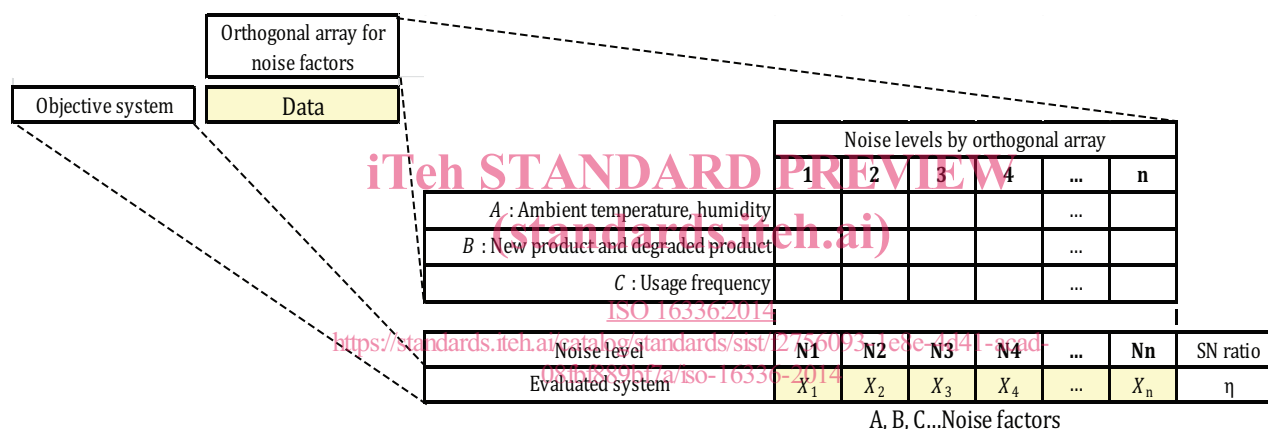 Orthogonal array for
noise factors
Objective system
Data
Noise levels by orthogonal array
iTeh STANDARD PREVIEW
1 2 3 4 ... n
A : Ambient temperature, humidity ...
(standards.iteh.ai)
B : New product and degraded product ...
C : Usage frequency ...
ISO 16336:2014
https://standards.iteh.ai/catalog/standards/sist/f2756093-1e8e-4d41-acad-
Noise level N1 N2 N3 N4 ... Nn SN ratio
08fbf889bf7a/iso-16336-2014
Evaluated system X1 X2 X3 X4 ... Xn η
A, B, C...Noise factors